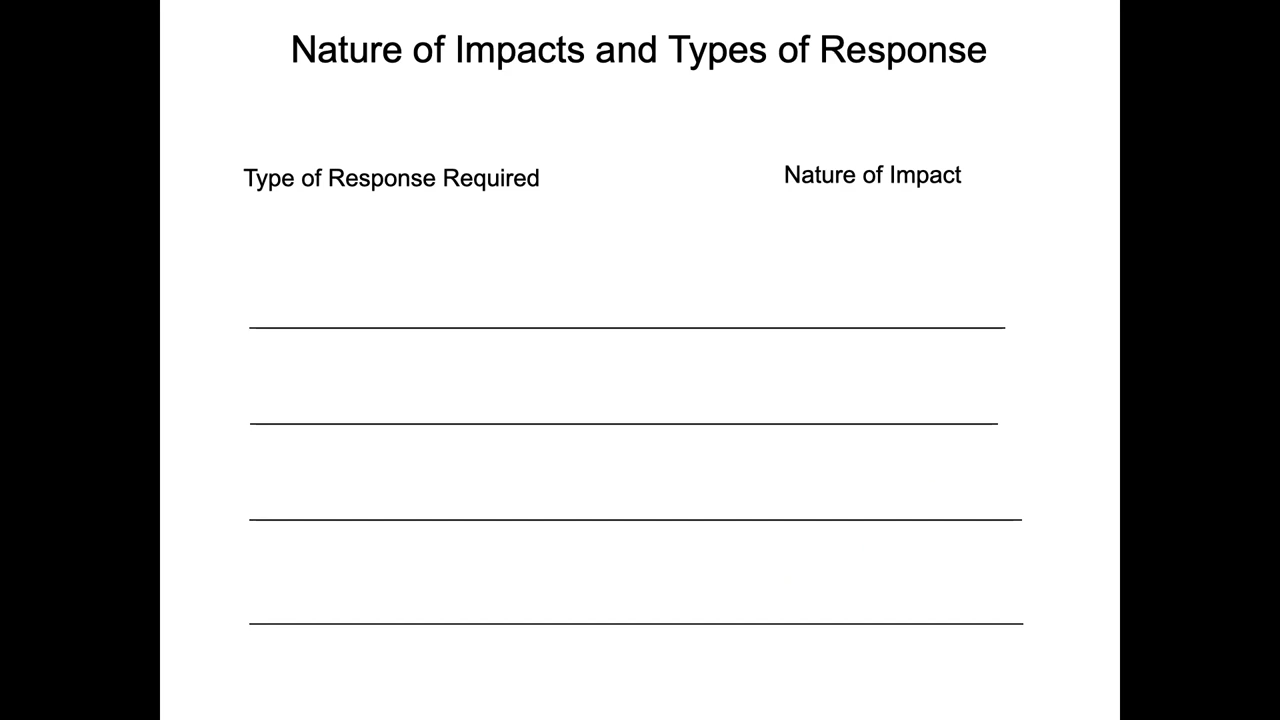 Nature of Impacts and Types of Response
Type of Response Required
Nature of Impact